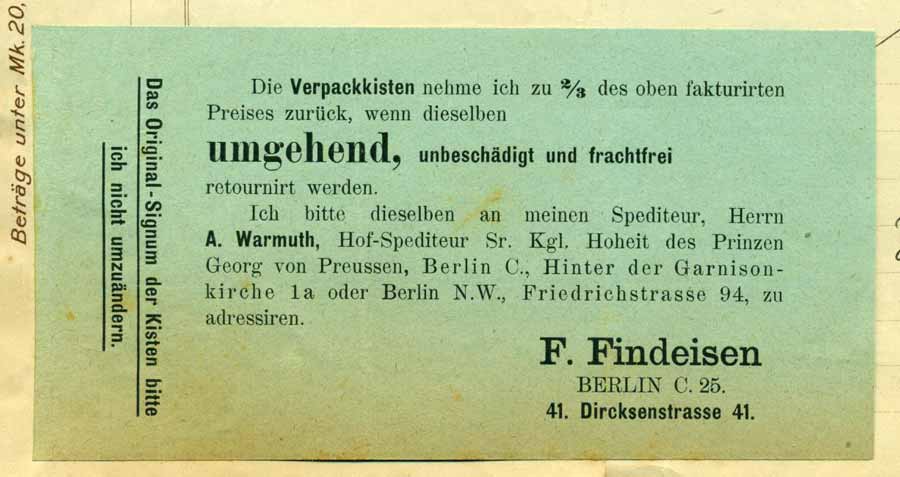 Beträge unter Mk. 20,
Das Original-Signum der Kisten bitte
ich nicht umzuändern.
Die Verpackkisten nehme ich zu 2/3 des oben fakturirten
Preises zurück, wenn dieselben
umgehend, unbeschädigt und frachtfrei
retournirt werden.
Ich bitte dieselben an meinen Spediteur, Herrn
A. Warmuth, Hof-Spediteur Sr. Kgl. Hoheit des Prinzen
Georg von Preussen, Berlin C., Hinter der Garnison-
kirche 1a oder Berlin N.W., Friedrichstrasse 94, zu
adressiren.
F. Findeisen
BERLIN C. 25.
41. Dircksenstrasse 41.